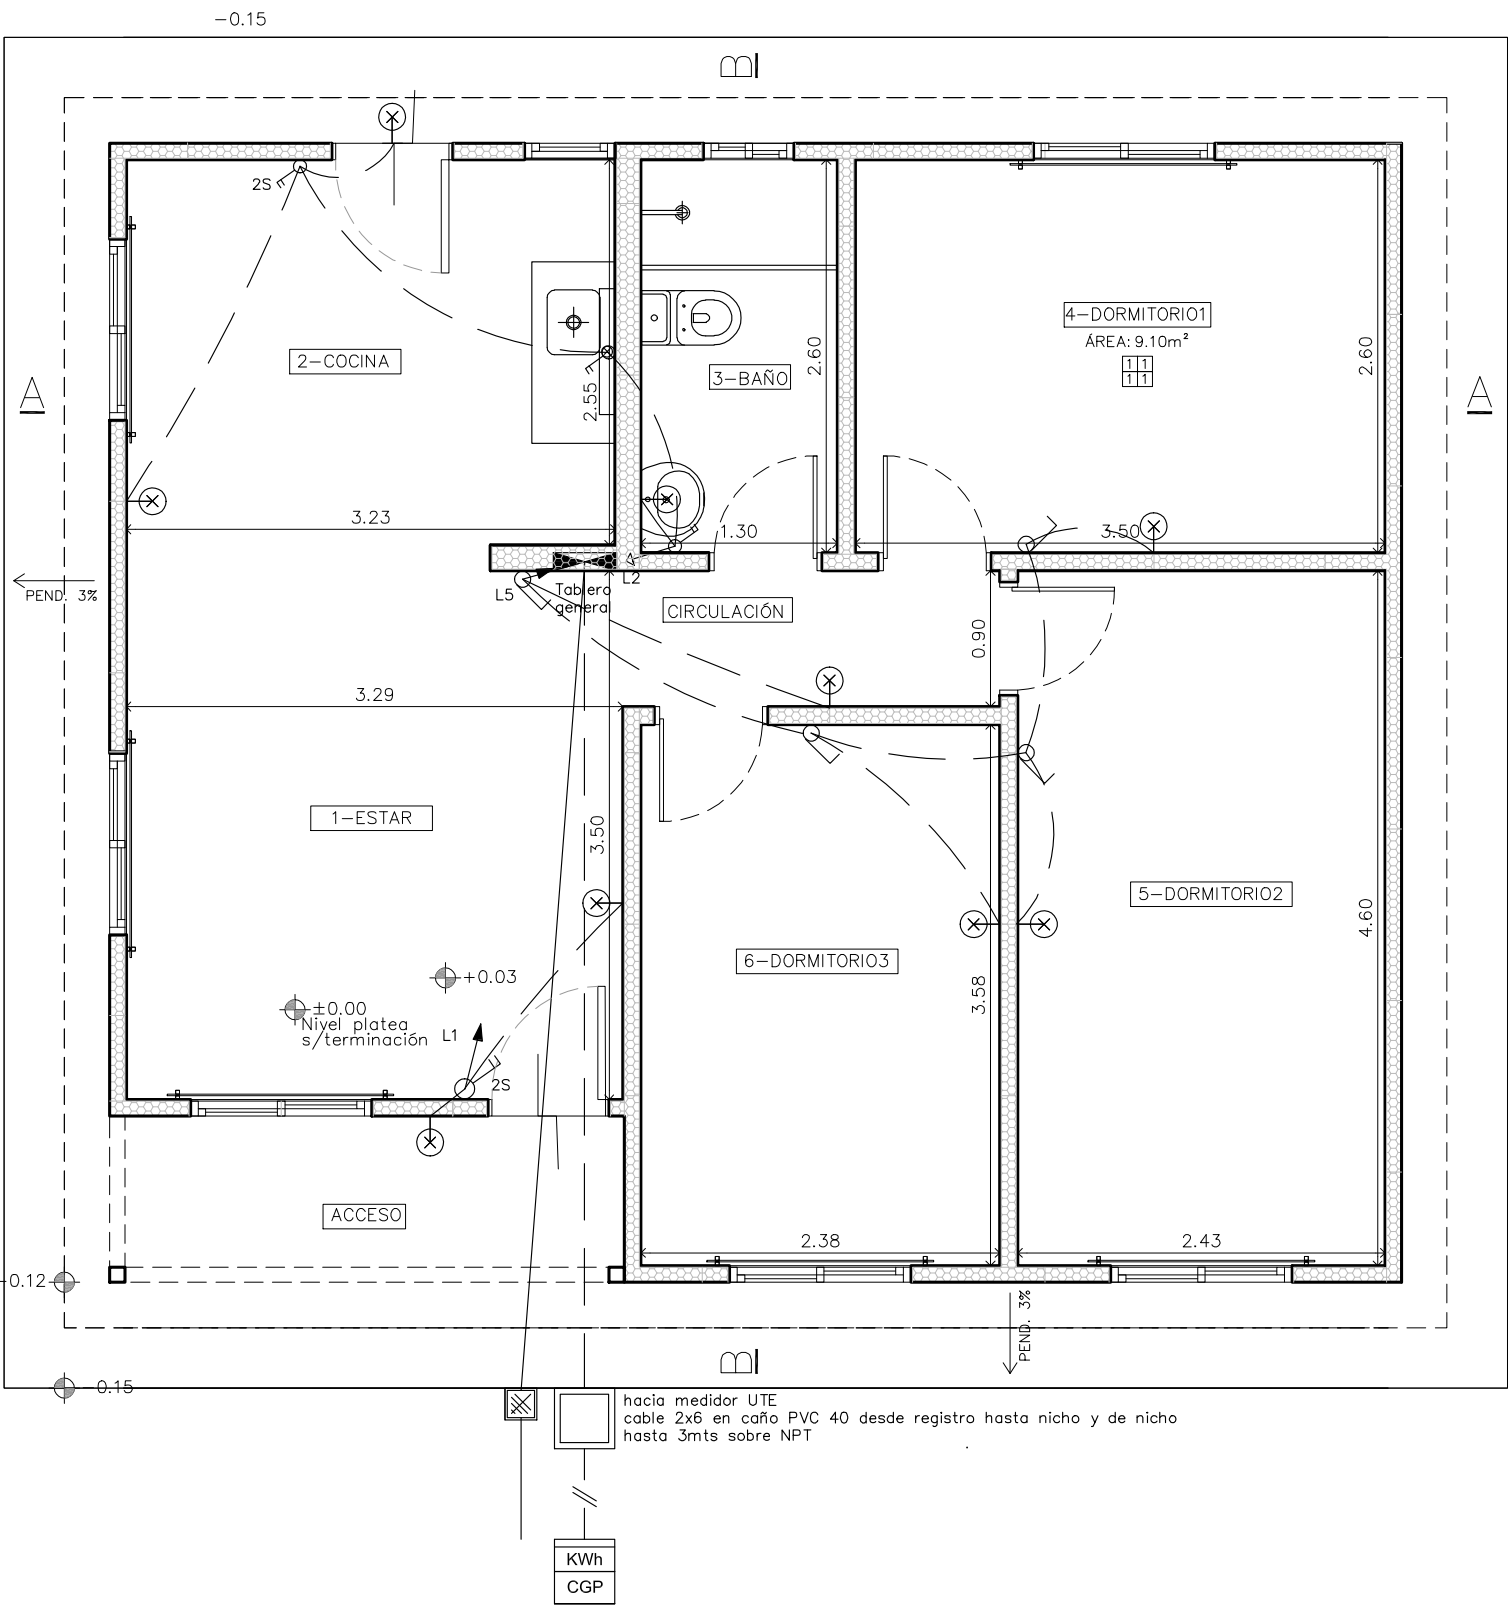 -0.15
B
2S
4-DORMITORIO1
ÁREA: 9.10m²
1 1
1 1
2-COCINA
3-BAÑO
2.60
2.60
2.55
A
A
3.23
1.30
3.50
PEND. 3%
L5
Tablero
general
L2
CIRCULACIÓN
0.90
3.29
1-ESTAR
3.50
5-DORMITORIO2
4.60
6-DORMITORIO3
3.58
+0.03
±0.00
Nivel platea
s/terminación
L1
2S
ACCESO
2.38
2.43
-0.12
PEND. 3%
B
-0.15
hacia medidor UTE
cable 2x6 en caño PVC 40 desde registro hasta nicho y de nicho
hasta 3mts sobre NPT
KWh
CGP